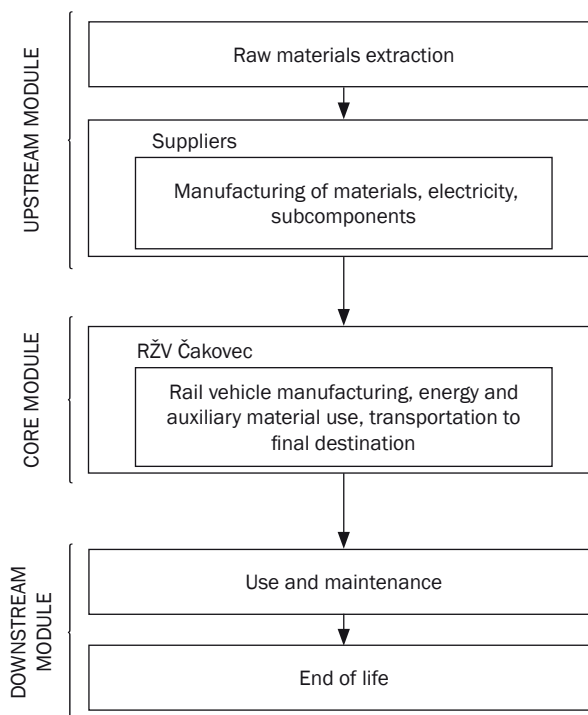 UPSTREAM MODULE
Raw materials extraction
Suppliers
Manufacturing of materials, electricity,
subcomponents
CORE MODULE
RŽV Čakovec
Rail vehicle manufacturing, energy and
auxiliary material use, transportation to
final destination
DOWNSTREAM
MODULE
Use and maintenance
End of life